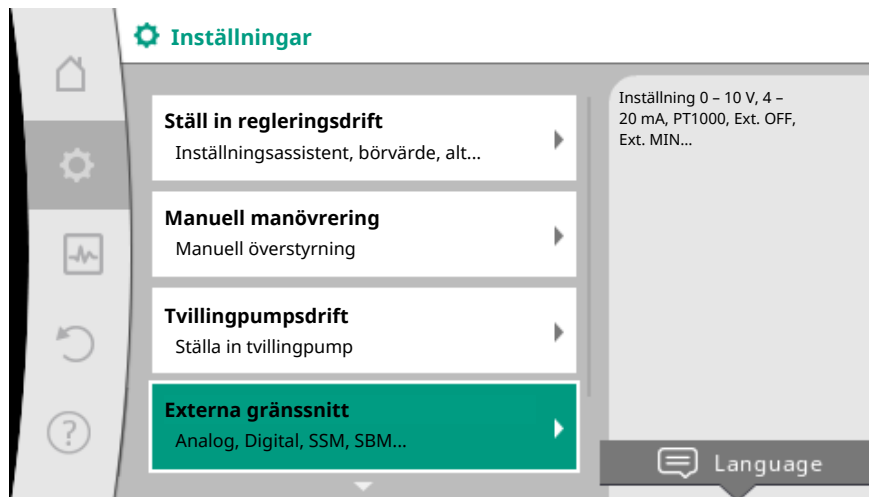 Inställningar
Ställ in regleringsdrift
Inställningsassistent, börvärde, alt...
Manuell manövrering
Manuell överstyrning
Tvillingpumpsdrift
Ställa in tvillingpump
Externa gränssnitt
Analog, Digital, SSM, SBM...
Inställning 0 – 10 V, 4 –
20 mA, PT1000, Ext. OFF,
Ext. MIN...
Language